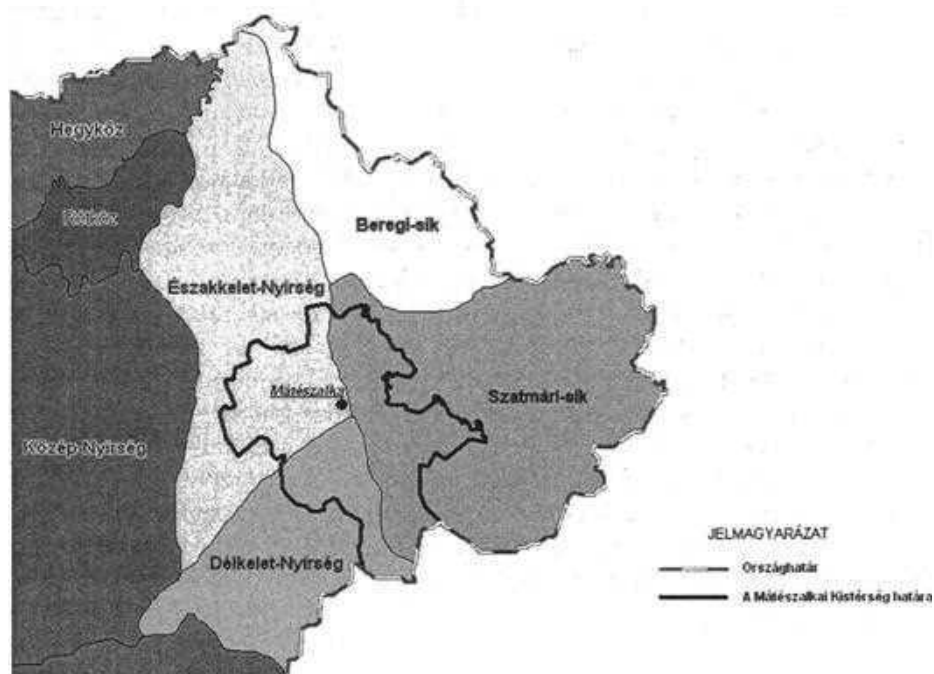 Hegyköz
Rétköz
Beregi-sík
Északkelet-Nyírség
Mátészalka
Szatmári-sík
Közép-Nyírség
Délkelet-Nyírség
JELMAGYARÁZAT
Országhatár
A Mátészalkai Kistérség határa